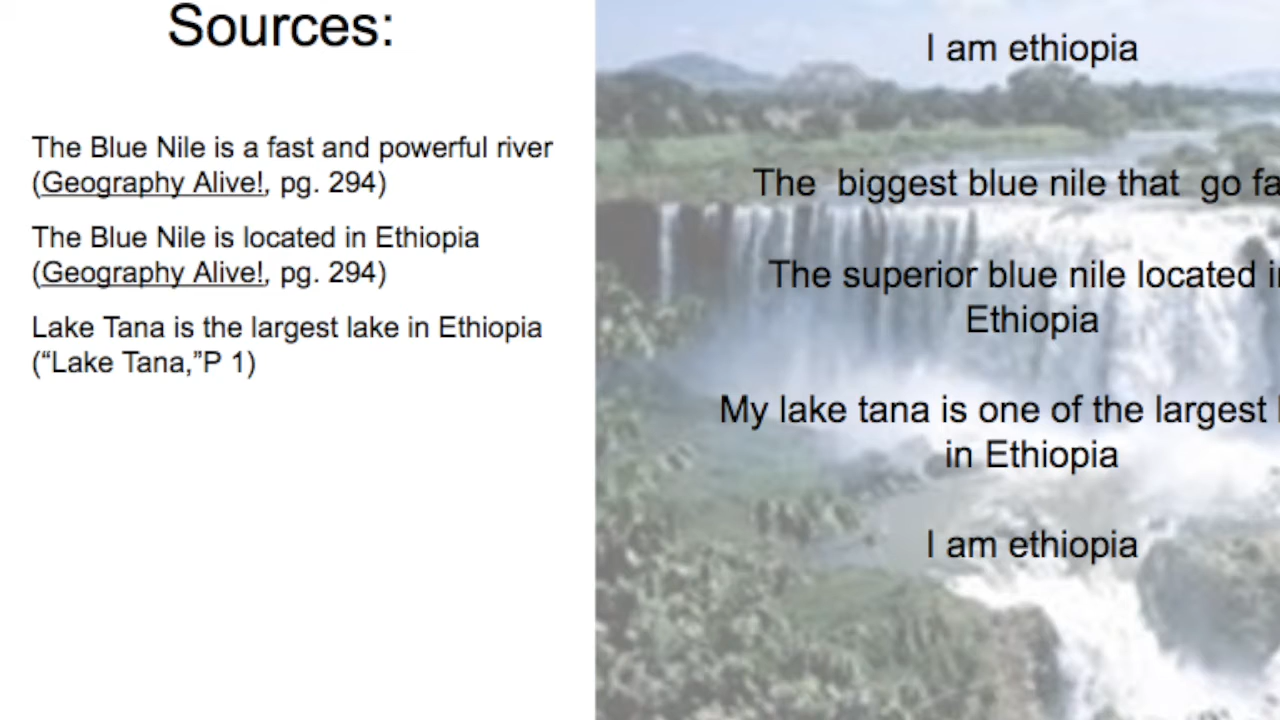 Sources:
The Blue Nile is a fast and powerful river
(Geography Alive!, pg. 294)
The Blue Nile is located in Ethiopia
(Geography Alive!, pg. 294)
Lake Tana is the largest lake in Ethiopia
(“Lake Tana,”P 1)
I am ethiopia
The  biggest blue nile that  go
The superior blue nile located
Ethiopia
My lake tana is one of the largest
in Ethiopia
I am ethiopia